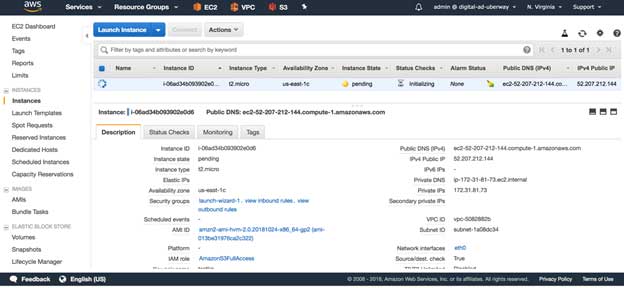 aws Services Resource Groups EC2 VPC S3 admin @ digital-ad-uberway N. Virginia Support
EC2 Dashboard
Events
Tags
Reports
Limits
INSTANCES
Instances
Launch Templates
Spot Requests
Reserved Instances
Dedicated Hosts
Scheduled Instances
Capacity Reservations
IMAGES
AMIs
Bundle Tasks
ELASTIC BLOCK STORE
Volumes
Snapshots
Lifecycle Manager
Launch Instance Connect Actions
Filter by tags and attributes or search by keyword 1 to 1 of 1
Name Instance ID Instance Type Availability Zone Instance State Status Checks Alarm Status Public DNS (IPv4) IPv4 Public IP
i-06ad34b093902e0d6 t2.micro us-east-1c pending Initializing None ec2-52-207-212-144.co... 52.207.212.144
Instance: i-06ad34b093902e0d6 Public DNS: ec2-52-207-212-144.compute-1.amazonaws.com
Description Status Checks Monitoring Tags
Instance ID i-06ad34b093902e0d6 Public DNS (IPv4) ec2-52-207-212-144.compute-1.amazonaws.com
Instance state pending IPv4 Public IP 52.207.212.144
Instance type t2.micro IPv6 IPs -
Elastic IPs Private DNS ip-172-31-81-73.ec2.internal
Availability zone us-east-1c Private IPs 172.31.81.73
Security groups launch-wizard-1. view inbound rules. view Secondary private IPs
outbound rules
Scheduled events - VPC ID vpc-5082882b
AMI ID amzn2-ami-hvm-2.0.20181024-x86_64-gp2 (ami- Subnet ID subnet-1a08dc34
013be31976ca2c322)
Platform - Network interfaces eth0
IAM role AmazonS3FullAccess Source/dest. check True
Feedback English (US) © 2008 - 2018, Amazon Web Services, Inc. or its affiliates. All rights reserved. Privacy Policy Terms of Use